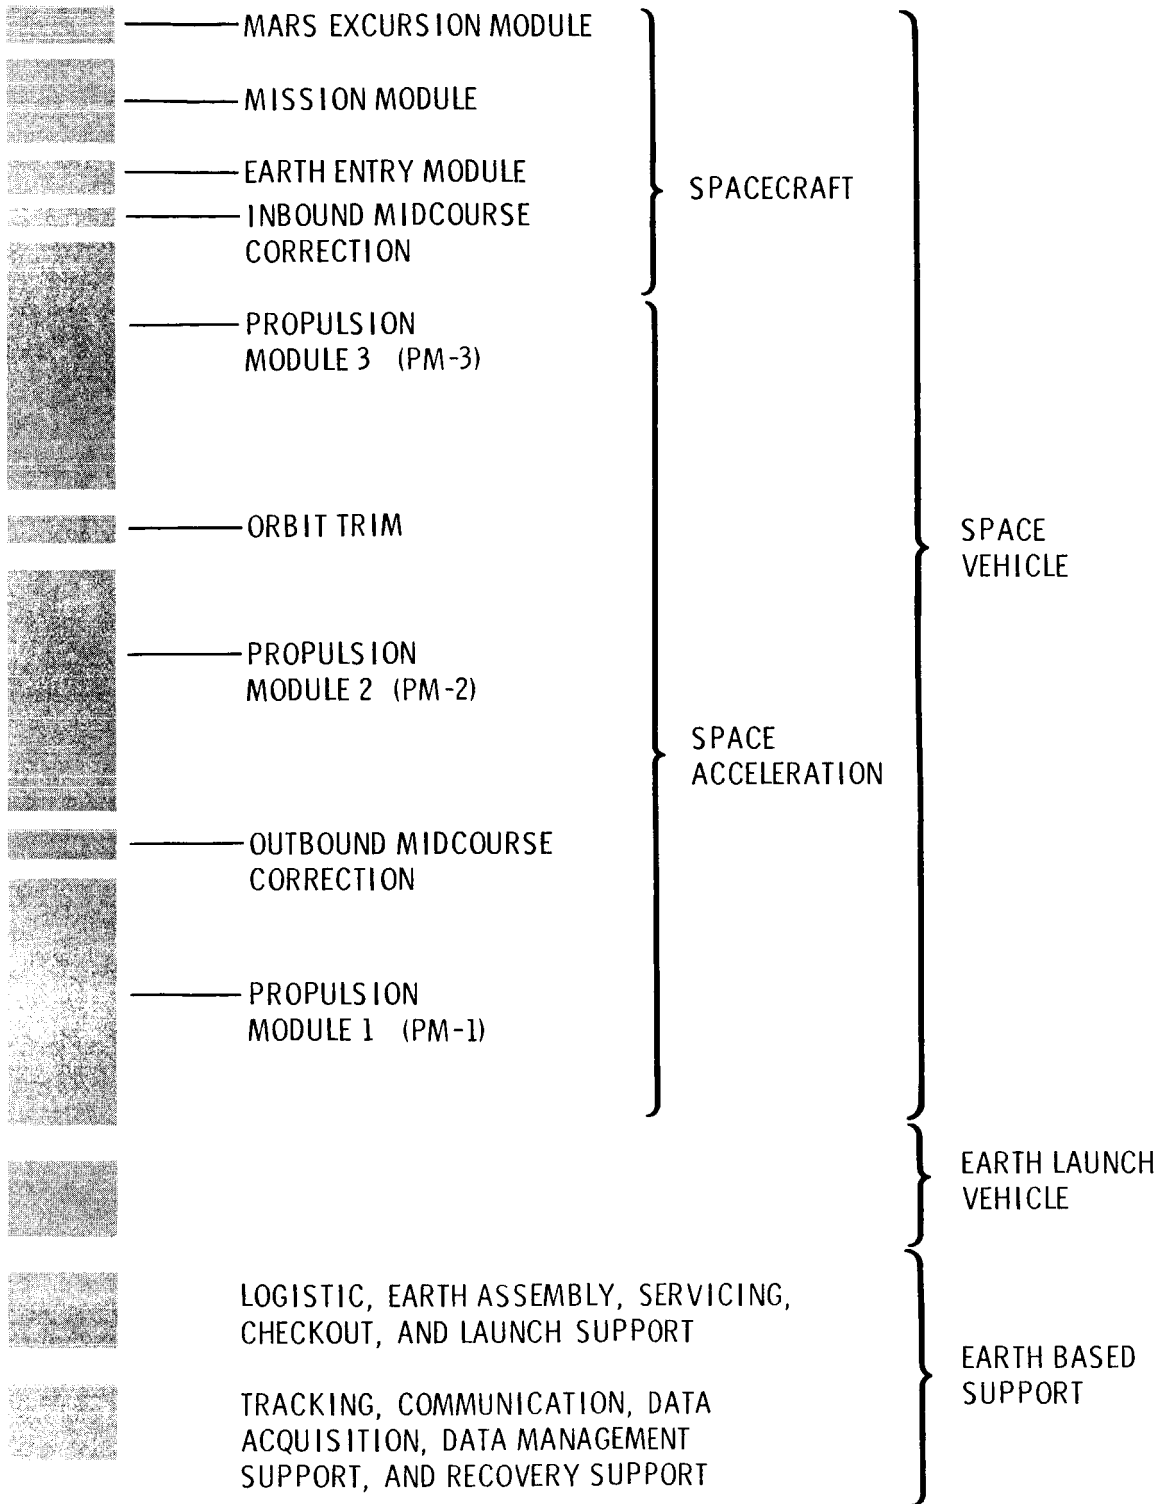 MARS EXCURSION MODULE
MISSION MODULE
EARTH ENTRY MODULE
INBOUND MIDCOURSE
CORRECTION
SPACECRAFT
PROPULSION
MODULE 3 (PM-3)
ORBIT TRIM
PROPULSION
MODULE 2 (PM-2)
OUTBOUND MIDCOURSE
CORRECTION
PROPULSION
MODULE 1 (PM-1)
SPACE
ACCELERATION
SPACE
VEHICLE
EARTH LAUNCH
VEHICLE
LOGISTIC, EARTH ASSEMBLY, SERVICING,
CHECKOUT, AND LAUNCH SUPPORT
TRACKING, COMMUNICATION, DATA
ACQUISITION, DATA MANAGEMENT
SUPPORT, AND RECOVERY SUPPORT
EARTH BASED
SUPPORT